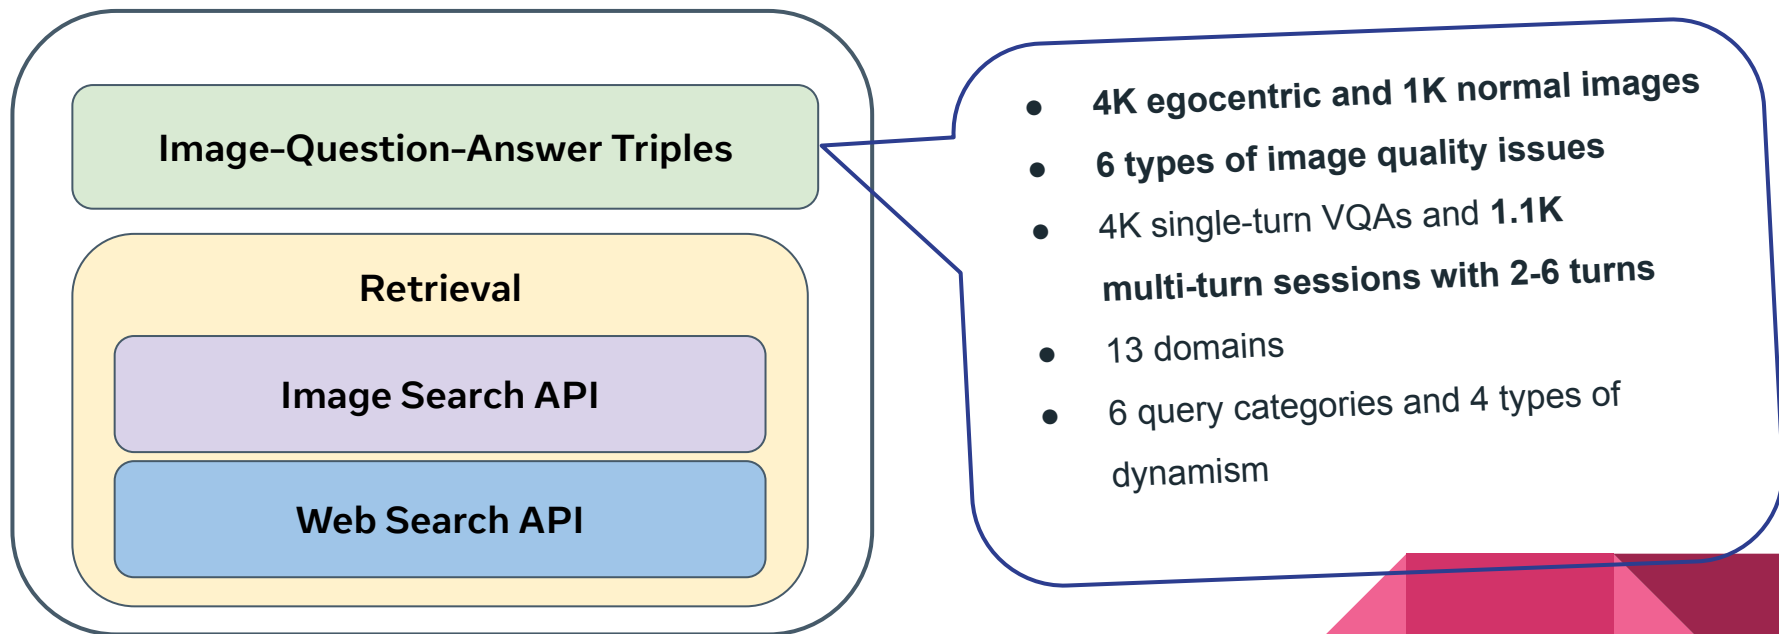 Image-Question-Answer Triples
Retrieval
Image Search API
Web Search API
● 4K egocentric and 1K normal images
● 6 types of image quality issues
● 4K single-turn VQAs and 1.1K
multi-turn sessions with 2-6 turns
● 13 domains
● 6 query categories and 4 types of
dynamism